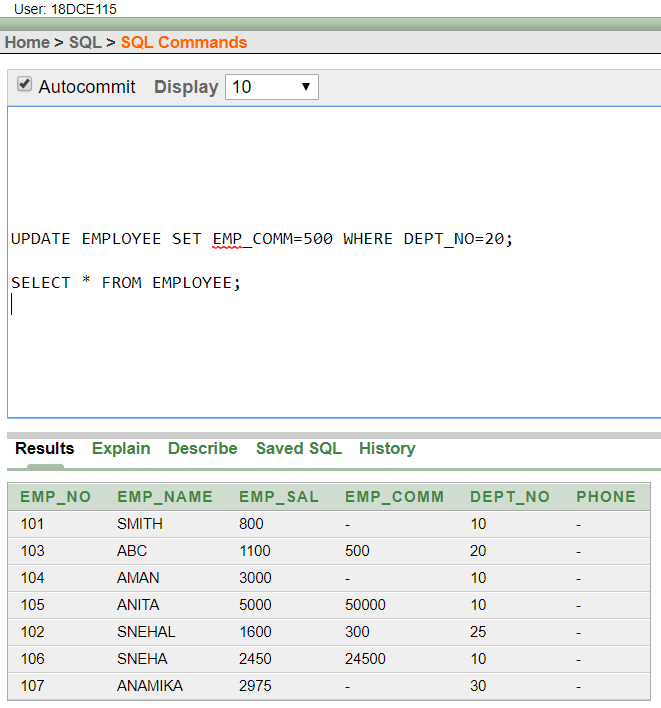 User: 18DCE115
Home > SQL > SQL Commands
Autocommit Display 10
UPDATE EMPLOYEE SET EMP_COMM=500 WHERE DEPT_NO=20;
SELECT * FROM EMPLOYEE;
Results Explain Describe Saved SQL History
EMP_NO EMP_NAME EMP_SAL EMP_COMM DEPT_NO PHONE
101 SMITH 800 - 10 -
103 ABC 1100 500 20 -
104 AMAN 3000 - 10 -
105 ANITA 5000 50000 10 -
102 SNEHAL 1600 300 25 -
106 SNEHA 2450 24500 10 -
107 ANAMIKA 2975 - 30 -